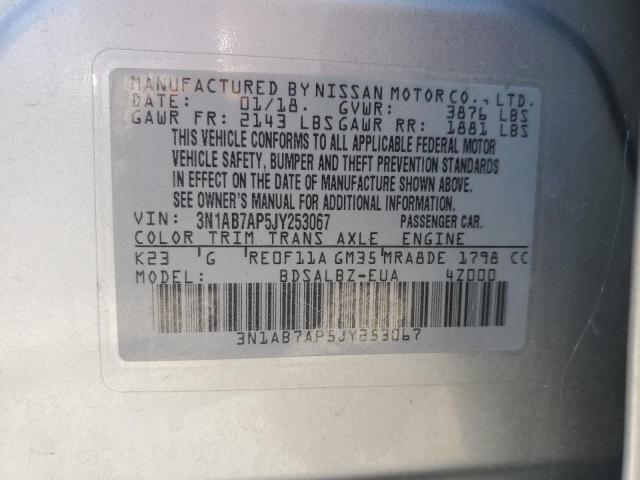 MANUFACTURED BY NISSAN MOTOR CO., LTD.
DATE: 01/18. GVWR: 3876 LBS
GAWR FR: 2143 LBS GAWR RR: 1881 LBS
THIS VEHICLE CONFORMS TO ALL APPLICABLE FEDERAL MOTOR
VEHICLE SAFETY, BUMPER AND THEFT PREVENTION STANDARDS
IN EFFECT ON THE DATE OF MANUFACTURE SHOWN ABOVE.
SEE OWNER'S MANUAL FOR ADDITIONAL INFORMATION.
VIN: 3N1AB7AP5JY253067 PASSENGER CAR.
COLOR TRIM TRANS AXLE ENGINE
K23 G RE0F11A GM35 MRA8DE 1798 CC
MODEL: BDSALBZ-EUA 4Z000
3N1AB7AP5JY253067